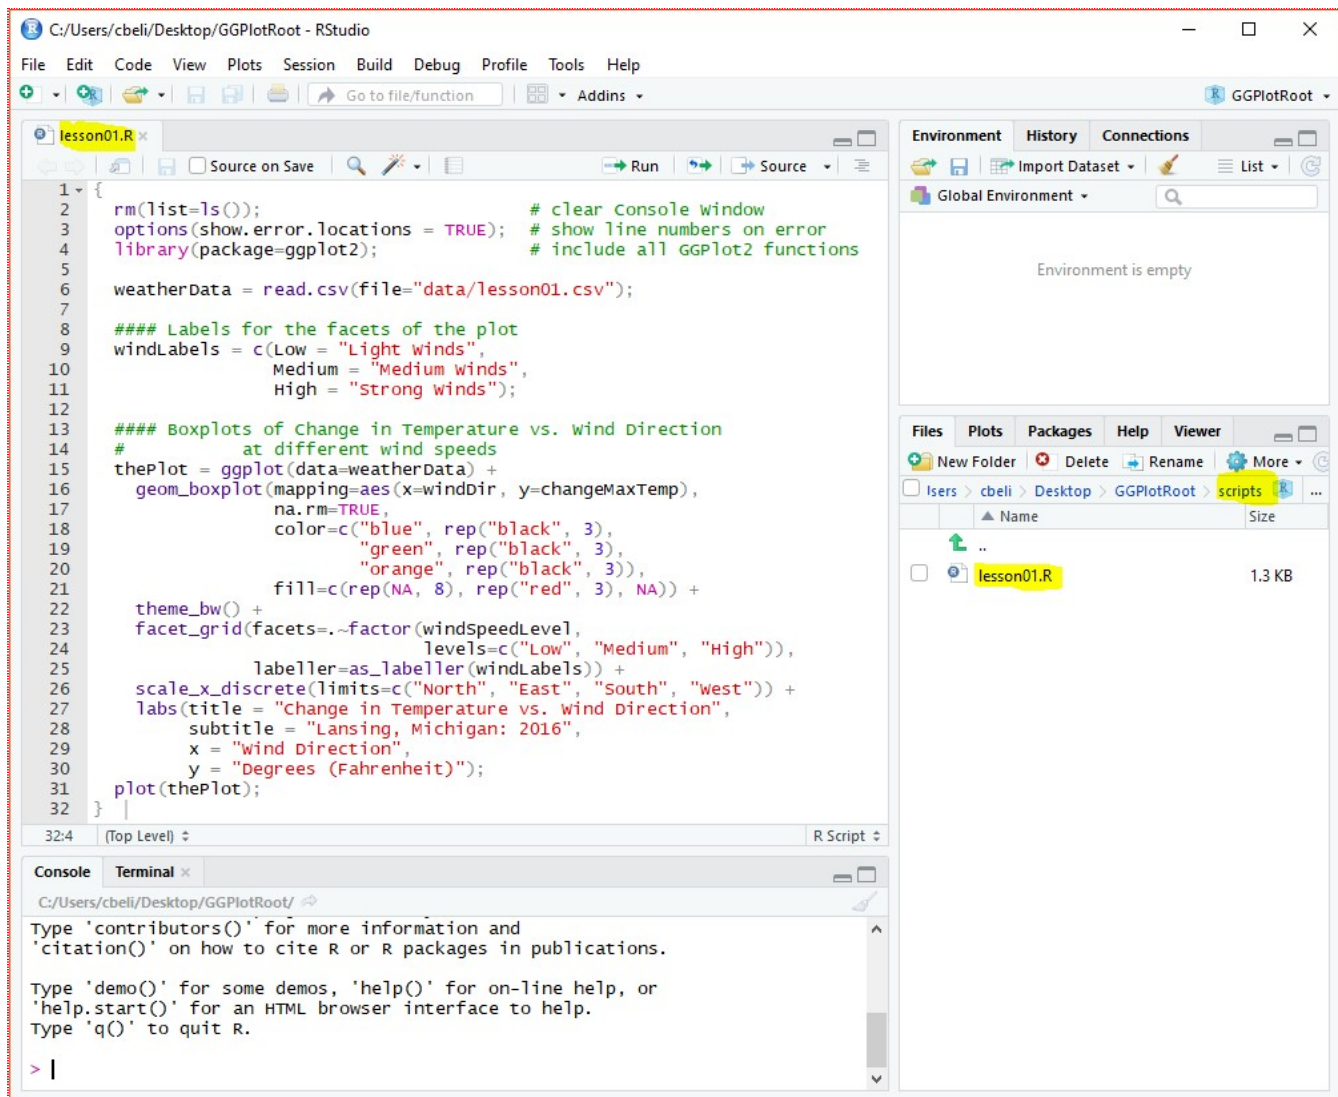 C:/Users/cbeli/Desktop/GGPlotRoot - RStudio
File Edit Code View Plots Session Build Debug Profile Tools Help
Go to file/function Addins GGPlotRoot
lesson01.R
Source on Save Run Source
1 {
2 rm(list=ls()); # clear Console Window
3 options(show.error.locations = TRUE); # show line numbers on error
4 library(package=ggplot2); # include all GGPlot2 functions
5
6 weatherData = read.csv(file="data/lesson01.csv");
7
8 #### Labels for the facets of the plot
9 windLabels = c(Low = "Light Winds",
10 Medium = "Medium Winds",
11 High = "Strong Winds");
12
13 #### Boxplots of Change in Temperature vs. Wind Direction
14 # at different wind speeds
15 thePlot = ggplot(data=weatherData) +
16 geom_boxplot(mapping=aes(x=windDir, y=changeMaxTemp),
17 na.rm=TRUE,
18 color=c("blue", rep("black", 3),
19 "green", rep("black", 3),
20 "orange", rep("black", 3)),
21 fill=c(rep(NA, 8), rep("red", 3), NA)) +
22 theme_bw() +
23 facet_grid(facets=.~factor(windSpeedLevel,
24 levels=c("Low", "Medium", "High")),
25 labeller=as_labeller(windLabels)) +
26 scale_x_discrete(limits=c("North", "East", "South", "West")) +
27 labs(title = "Change in Temperature vs. Wind Direction",
28 subtitle = "Lansing, Michigan: 2016",
29 x = "Wind Direction",
30 y = "Degrees (Fahrenheit)");
31 plot(thePlot);
32 }
32:4 (Top Level) R Script
Console Terminal
C:/Users/cbeli/Desktop/GGPlotRoot/
Type 'contributors()' for more information and
'citation()' on how to cite R or R packages in publications.
Type 'demo()' for some demos, 'help()' for on-line help, or
'help.start()' for an HTML browser interface to help.
Type 'q()' to quit R.
>
Environment History Connections
Import Dataset List
Global Environment
Environment is empty
Files Plots Packages Help Viewer
New Folder Delete Rename More
lsers > cbeli > Desktop > GGPlotRoot > scripts ...
Name Size
..
lesson01.R 1.3 KB